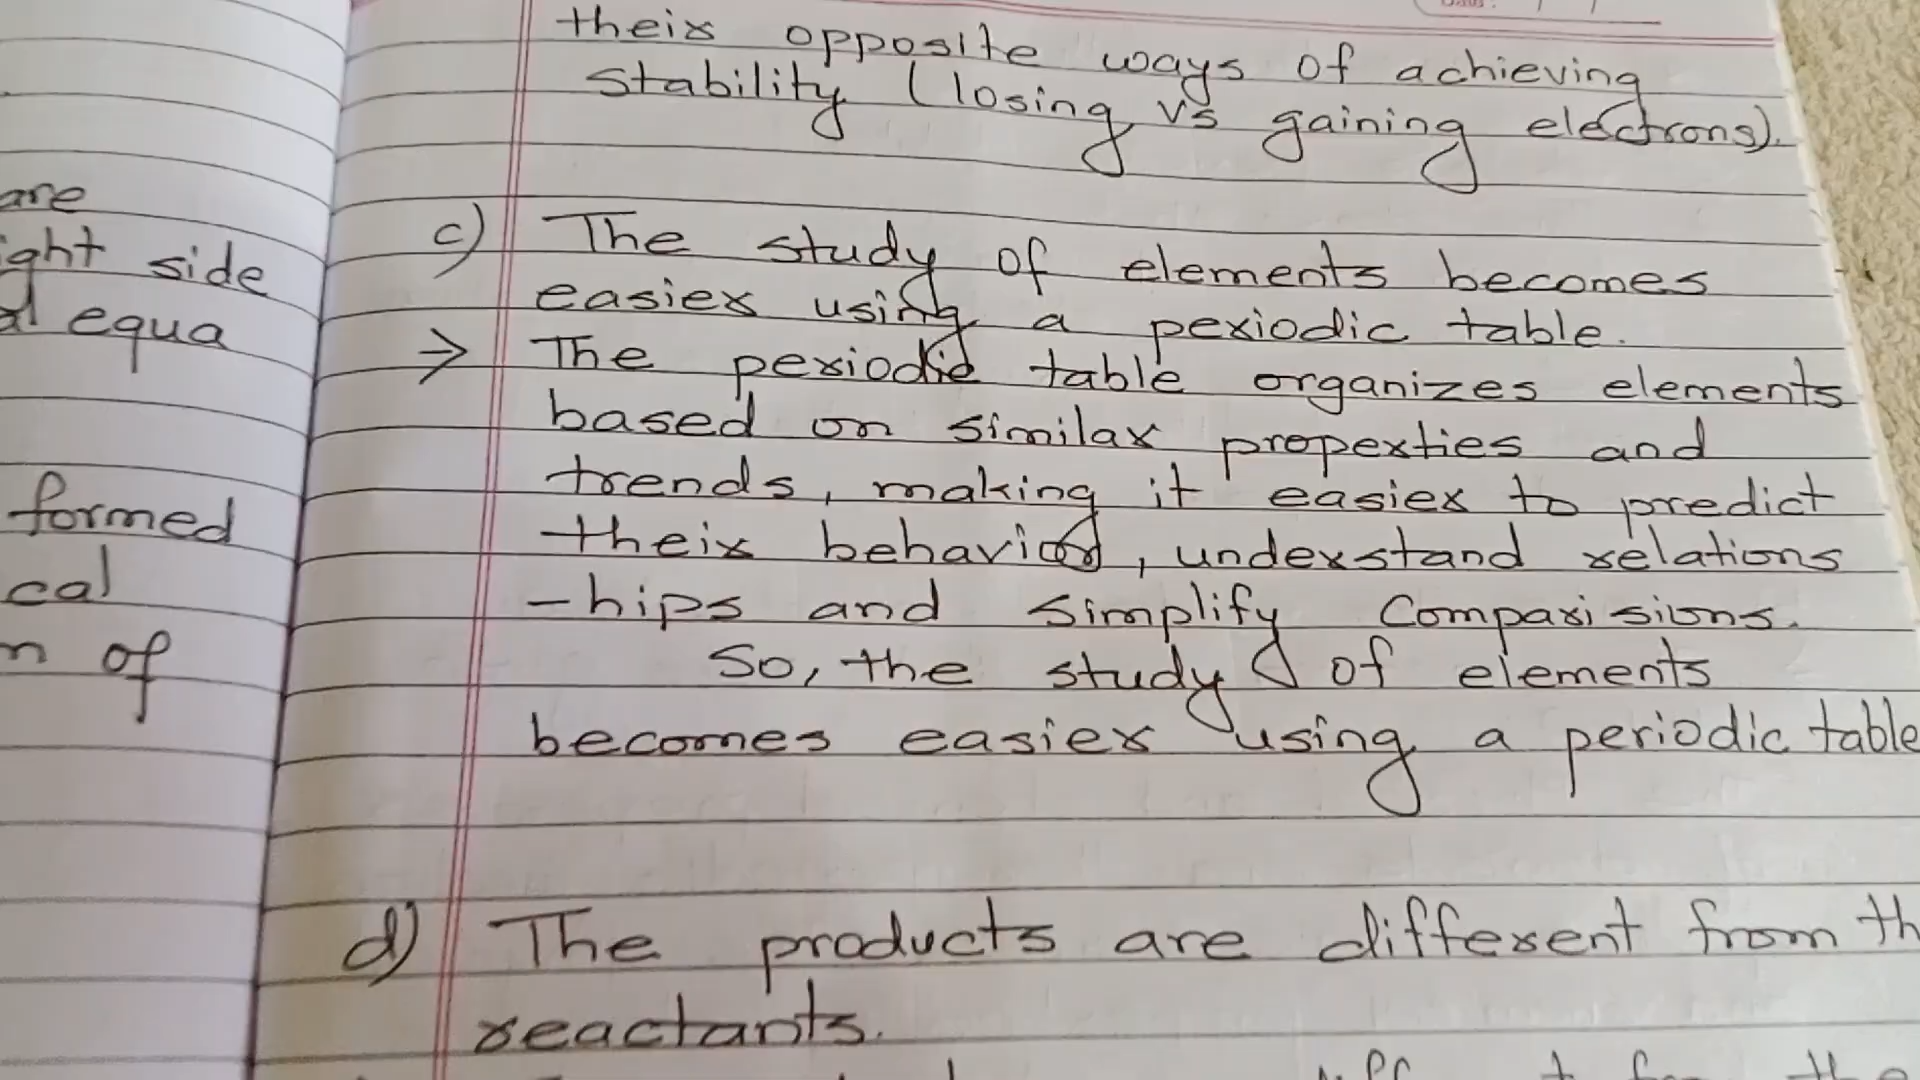 their opposite ways of achieving
stability (losing vs gaining electrons).
c) The study of elements becomes
easier using a periodic table.
→ The periodic table organizes elements
based on similar properties and
trends, making it easier to predict
their behavior, understand relations
-hips and simplify Comparisions.
So, the study of elements
becomes easier using a periodic table
d) The products are different from th
reactants.
are
ight side
d equa
formed
cal
n of